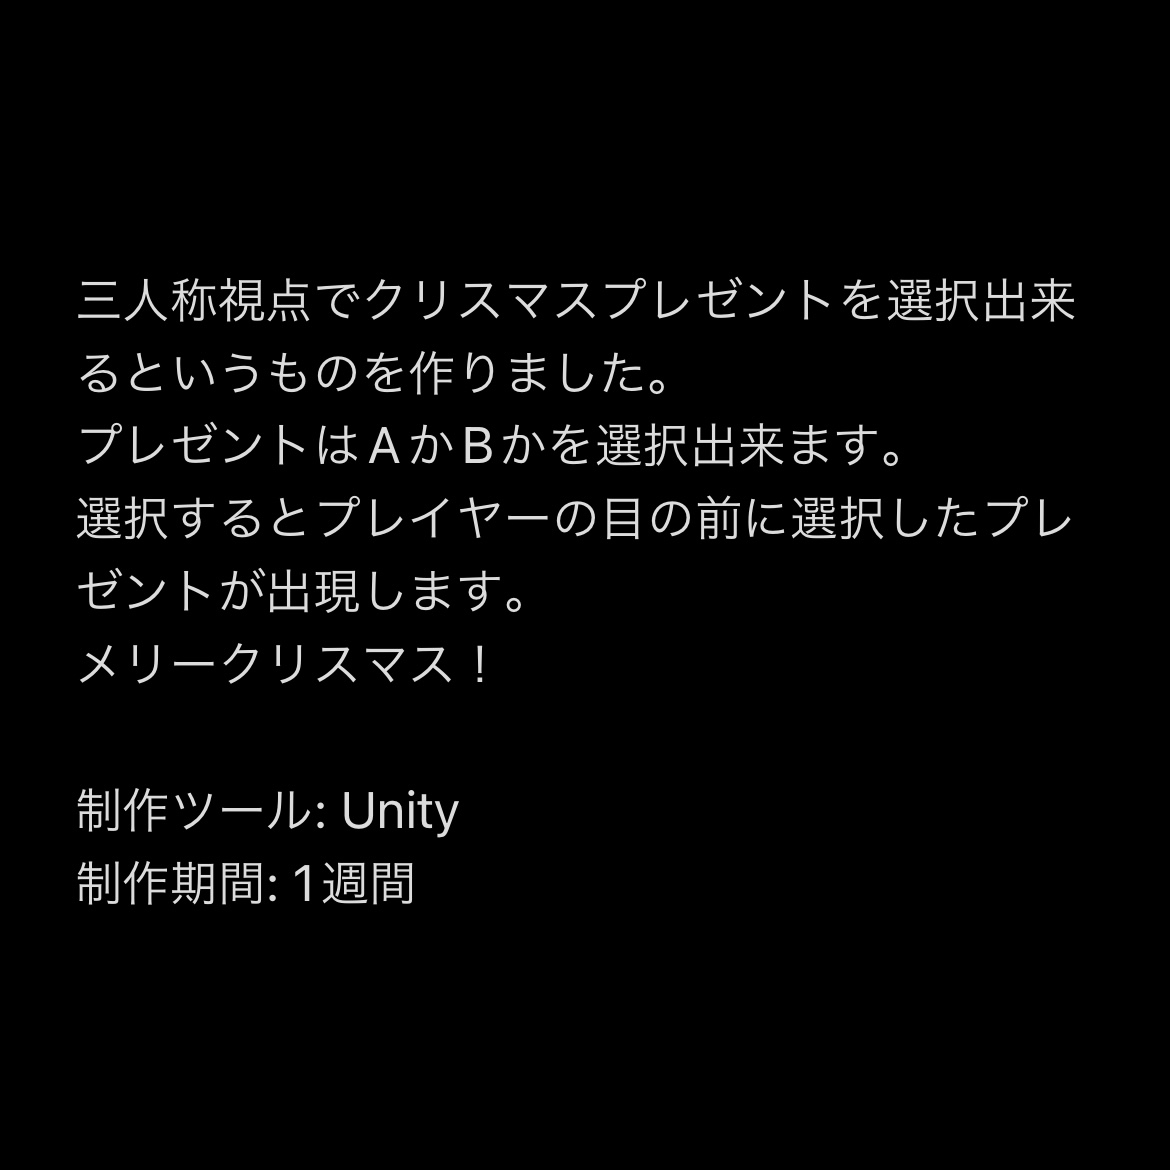 三人称視点でクリスマスプレゼントを選択出来
るというものを作りました。
プレゼントはAかBかを選択出来ます。
選択するとプレイヤーの目の前に選択したプレ
ゼントが出現します。
メリークリスマス！
制作ツール: Unity
制作期間: 1週間